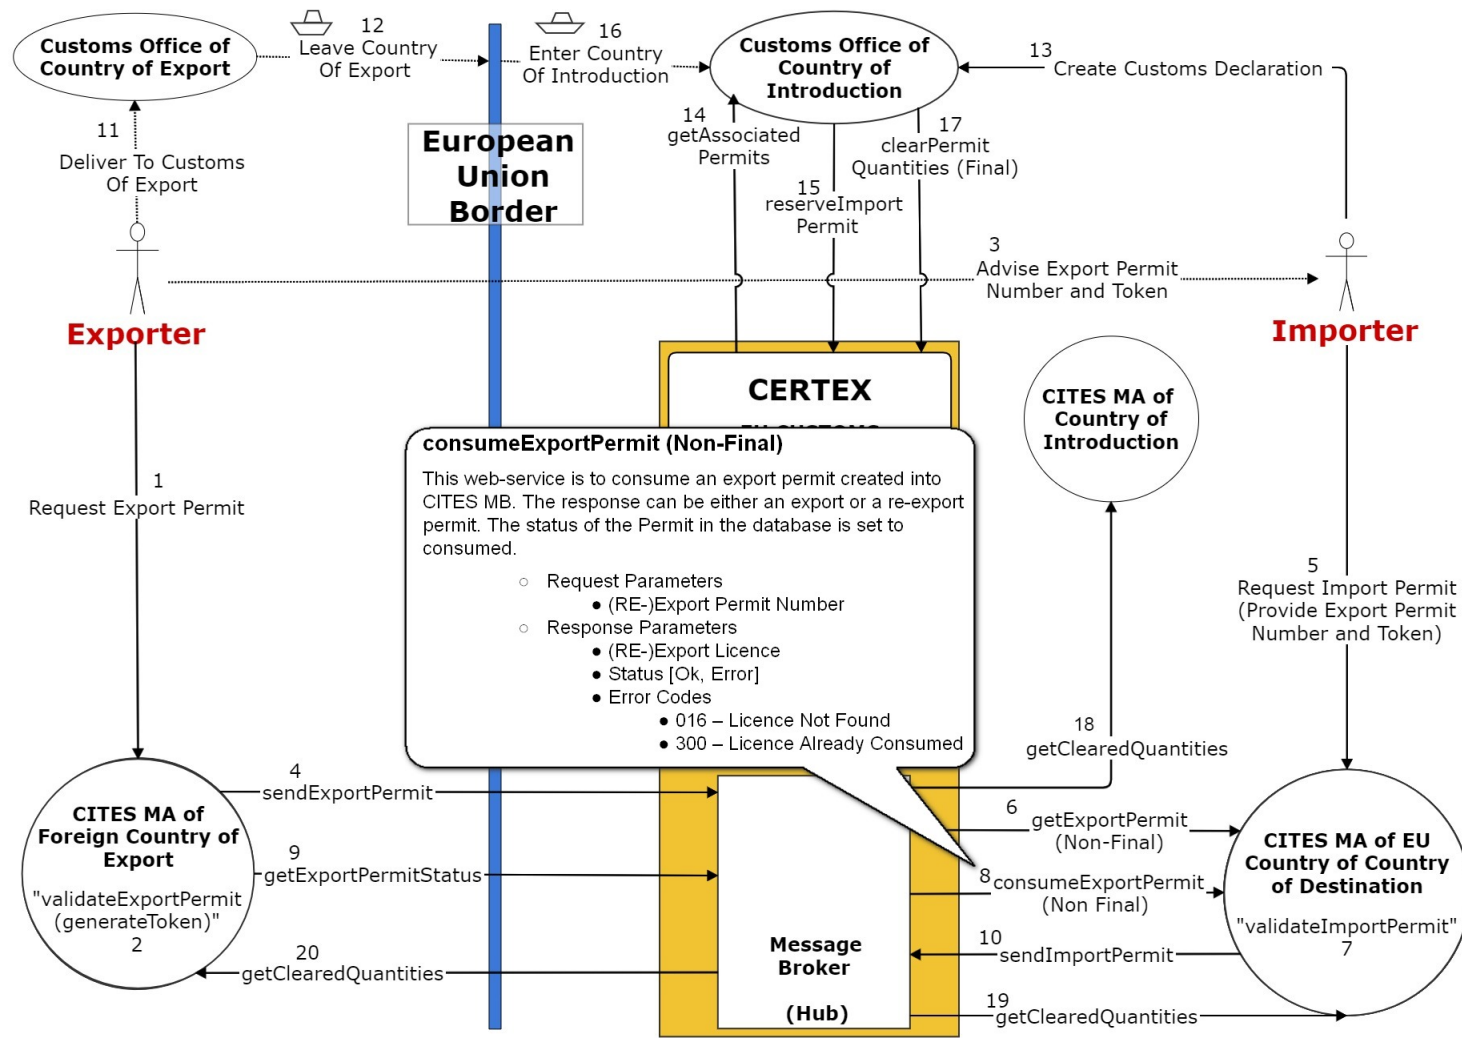 Customs Office of
Country of Export
12
Leave Country
Of Export
16
Enter Country
Of Introduction
Customs Office of
Country of
Introduction
13
Create Customs Declaration
11
Deliver To Customs
Of Export
European
Union
Border
14
getAssociated
Permits
17
clearPermit
Quantities (Final)
15
reserveImport
Permit
3
Advise Export Permit
Number and Token
Exporter
Importer
CERTEX
EU CUSTOMS
CITES MA of
Country of
Introduction
1
Request Export Permit
consumeExportPermit (Non-Final)
This web-service is to consume an export permit created into
CITES MB. The response can be either an export or a re-export
permit. The status of the Permit in the database is set to
consumed.
○ Request Parameters
● (RE-)Export Permit Number
○ Response Parameters
● (RE-)Export Licence
● Status [Ok, Error]
● Error Codes
● 016 – Licence Not Found
● 300 – Licence Already Consumed
5
Request Import Permit
(Provide Export Permit
Number and Token)
18
getClearedQuantities
4
sendExportPermit
CITES MA of
Foreign Country of
Export
"validateExportPermit
(generateToken)"
2
9
getExportPermitStatus
20
getClearedQuantities
Message
Broker
(Hub)
6
getExportPermit
(Non-Final)
8
consumeExportPermit
(Non Final)
10
sendImportPermit
19
getClearedQuantities
CITES MA of EU
Country of Country
of Destination
"validateImportPermit"
7